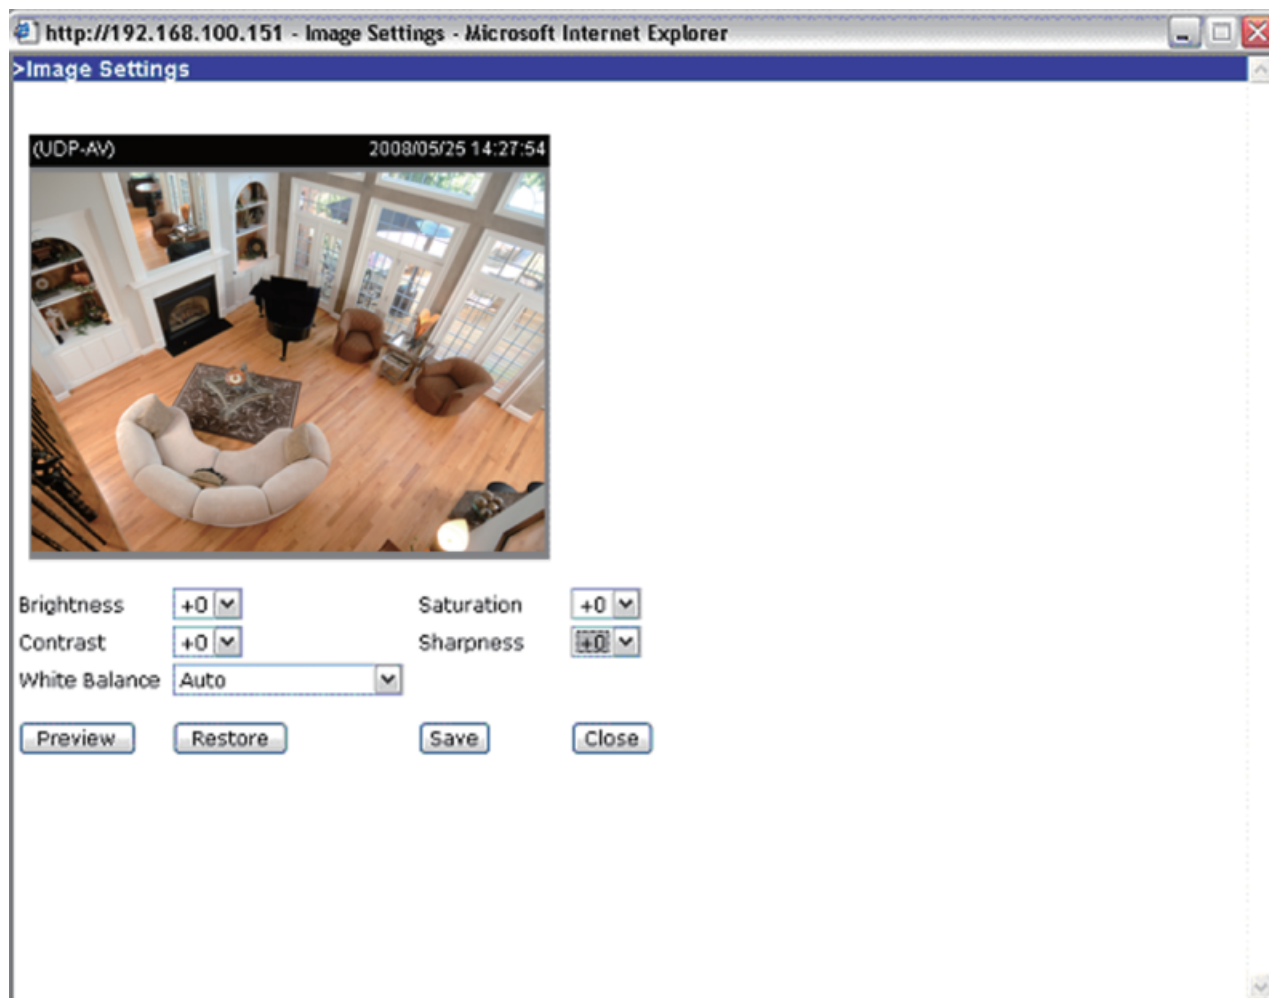 http://192.168.100.151 - Image Settings - Microsoft Internet Explorer
>Image Settings
(UDP-AV) 2008/05/25 14:27:54
Brightness +0 Saturation +0
Contrast +0 Sharpness +0
White Balance Auto
Preview Restore Save Close